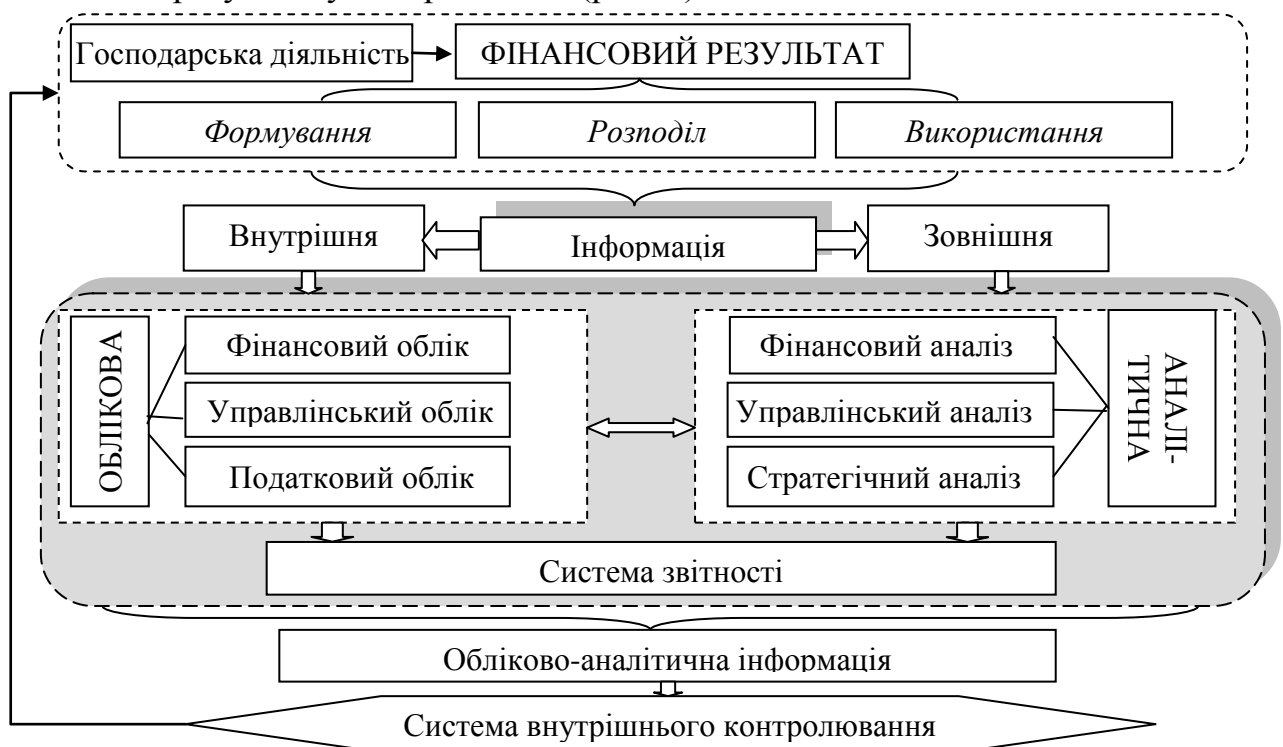 Господарська діяльність
ФІНАНСОВИЙ РЕЗУЛЬТАТ
Формування
Розподіл
Використання
Внутрішня
Інформація
Зовнішня
ОБЛІКОВА
Фінансовий облік
Управлінський облік
Податковий облік
Фінансовий аналіз
Управлінський аналіз
Стратегічний аналіз
АНАЛІ-
ТИЧНА
Система звітності
Обліково-аналітична інформація
Система внутрішнього контролювання